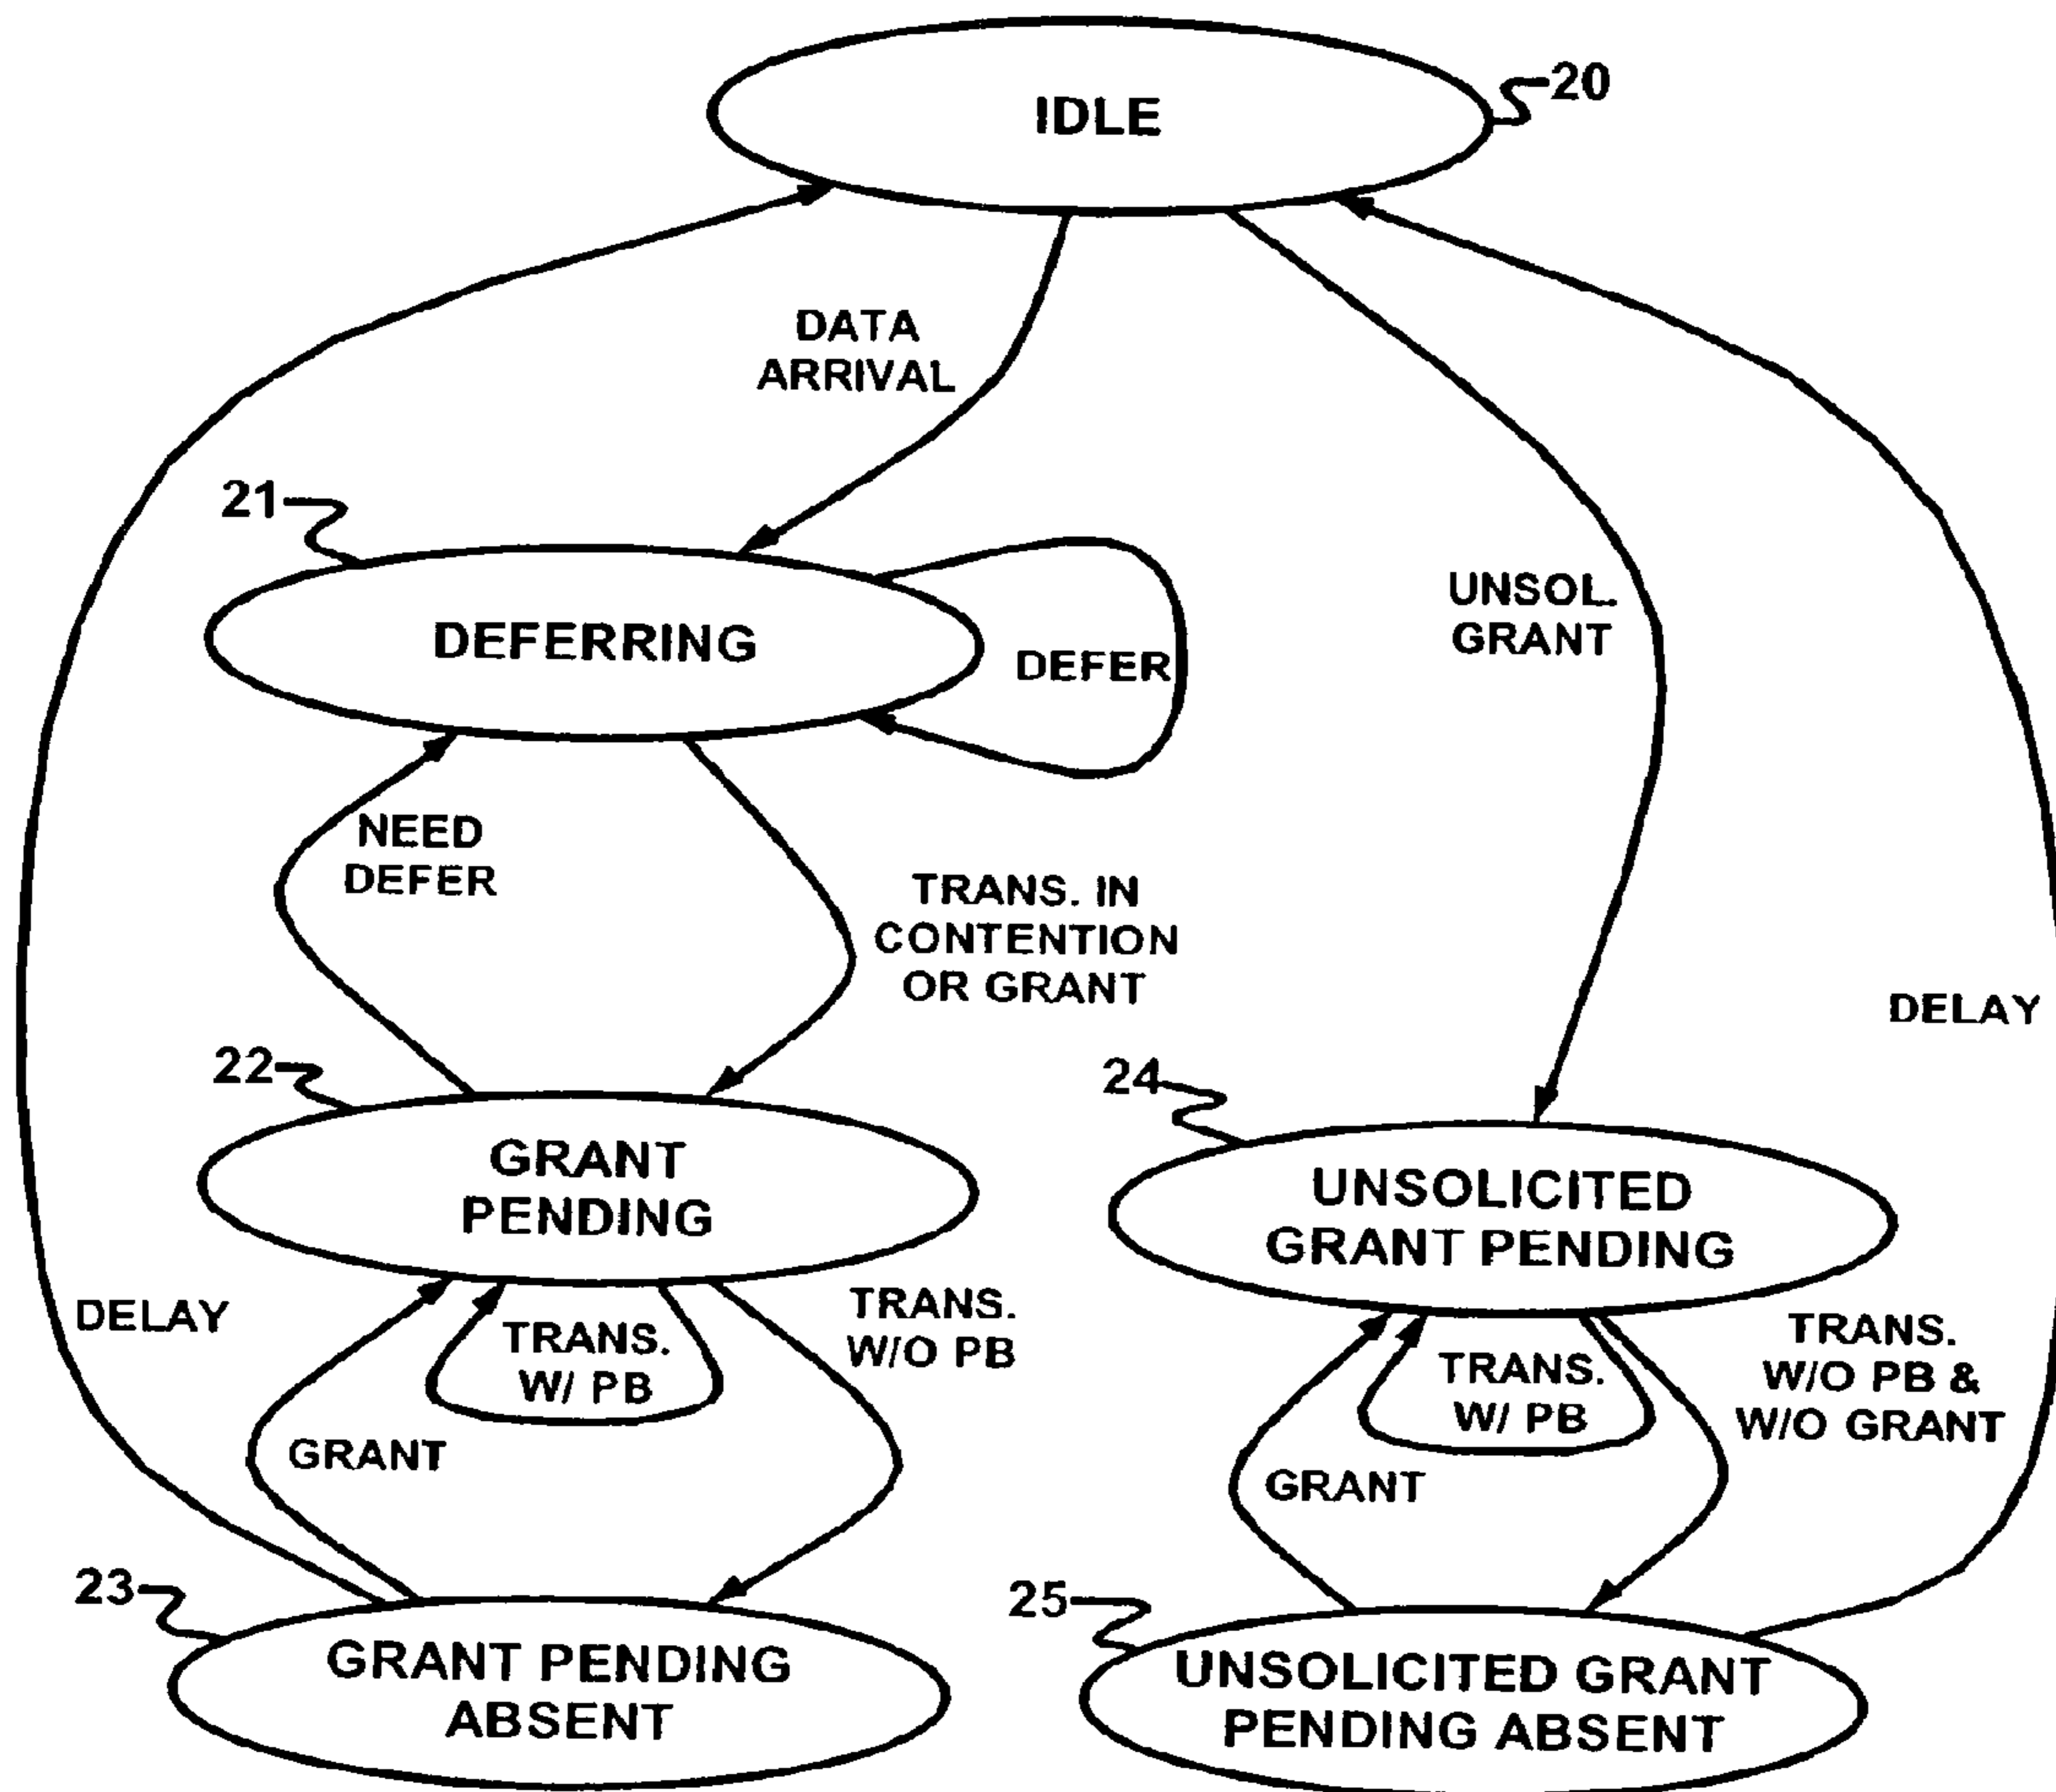 IDLE
20
DATA
ARRIVAL
21
DEFERRING
DEFER
UNSOL.
GRANT
NEED
DEFER
TRANS. IN
CONTENTION
OR GRANT
DELAY
22
GRANT
PENDING
24
UNSOLICITED
GRANT PENDING
DELAY
TRANS.
W/ PB
TRANS.
W/O PB
GRANT
TRANS.
W/ PB
TRANS.
W/O PB &
W/O GRANT
GRANT
23
GRANT PENDING
ABSENT
25
UNSOLICITED GRANT
PENDING ABSENT